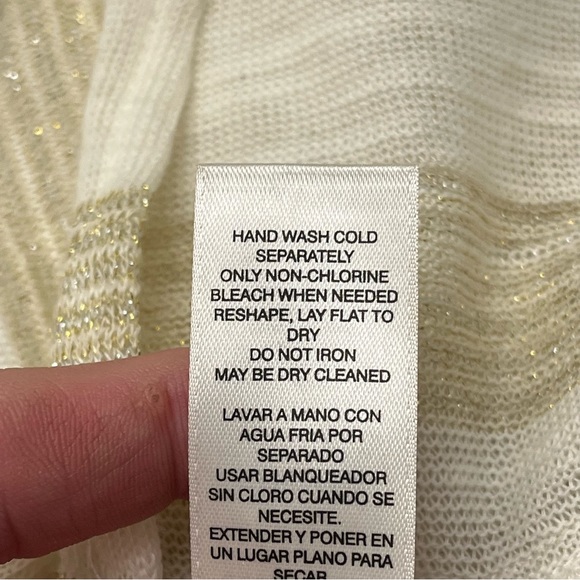 HAND WASH COLD
SEPARATELY
ONLY NON-CHLORINE
BLEACH WHEN NEEDED
RESHAPE, LAY FLAT TO
DRY
DO NOT IRON
MAY BE DRY CLEANED
LAVAR A MANO CON
AGUA FRIA POR
SEPARADO
USAR BLANQUEADOR
SIN CLORO CUANDO SE
NECESITE.
EXTENDER Y PONER EN
UN LUGAR PLANO PARA
SECAR